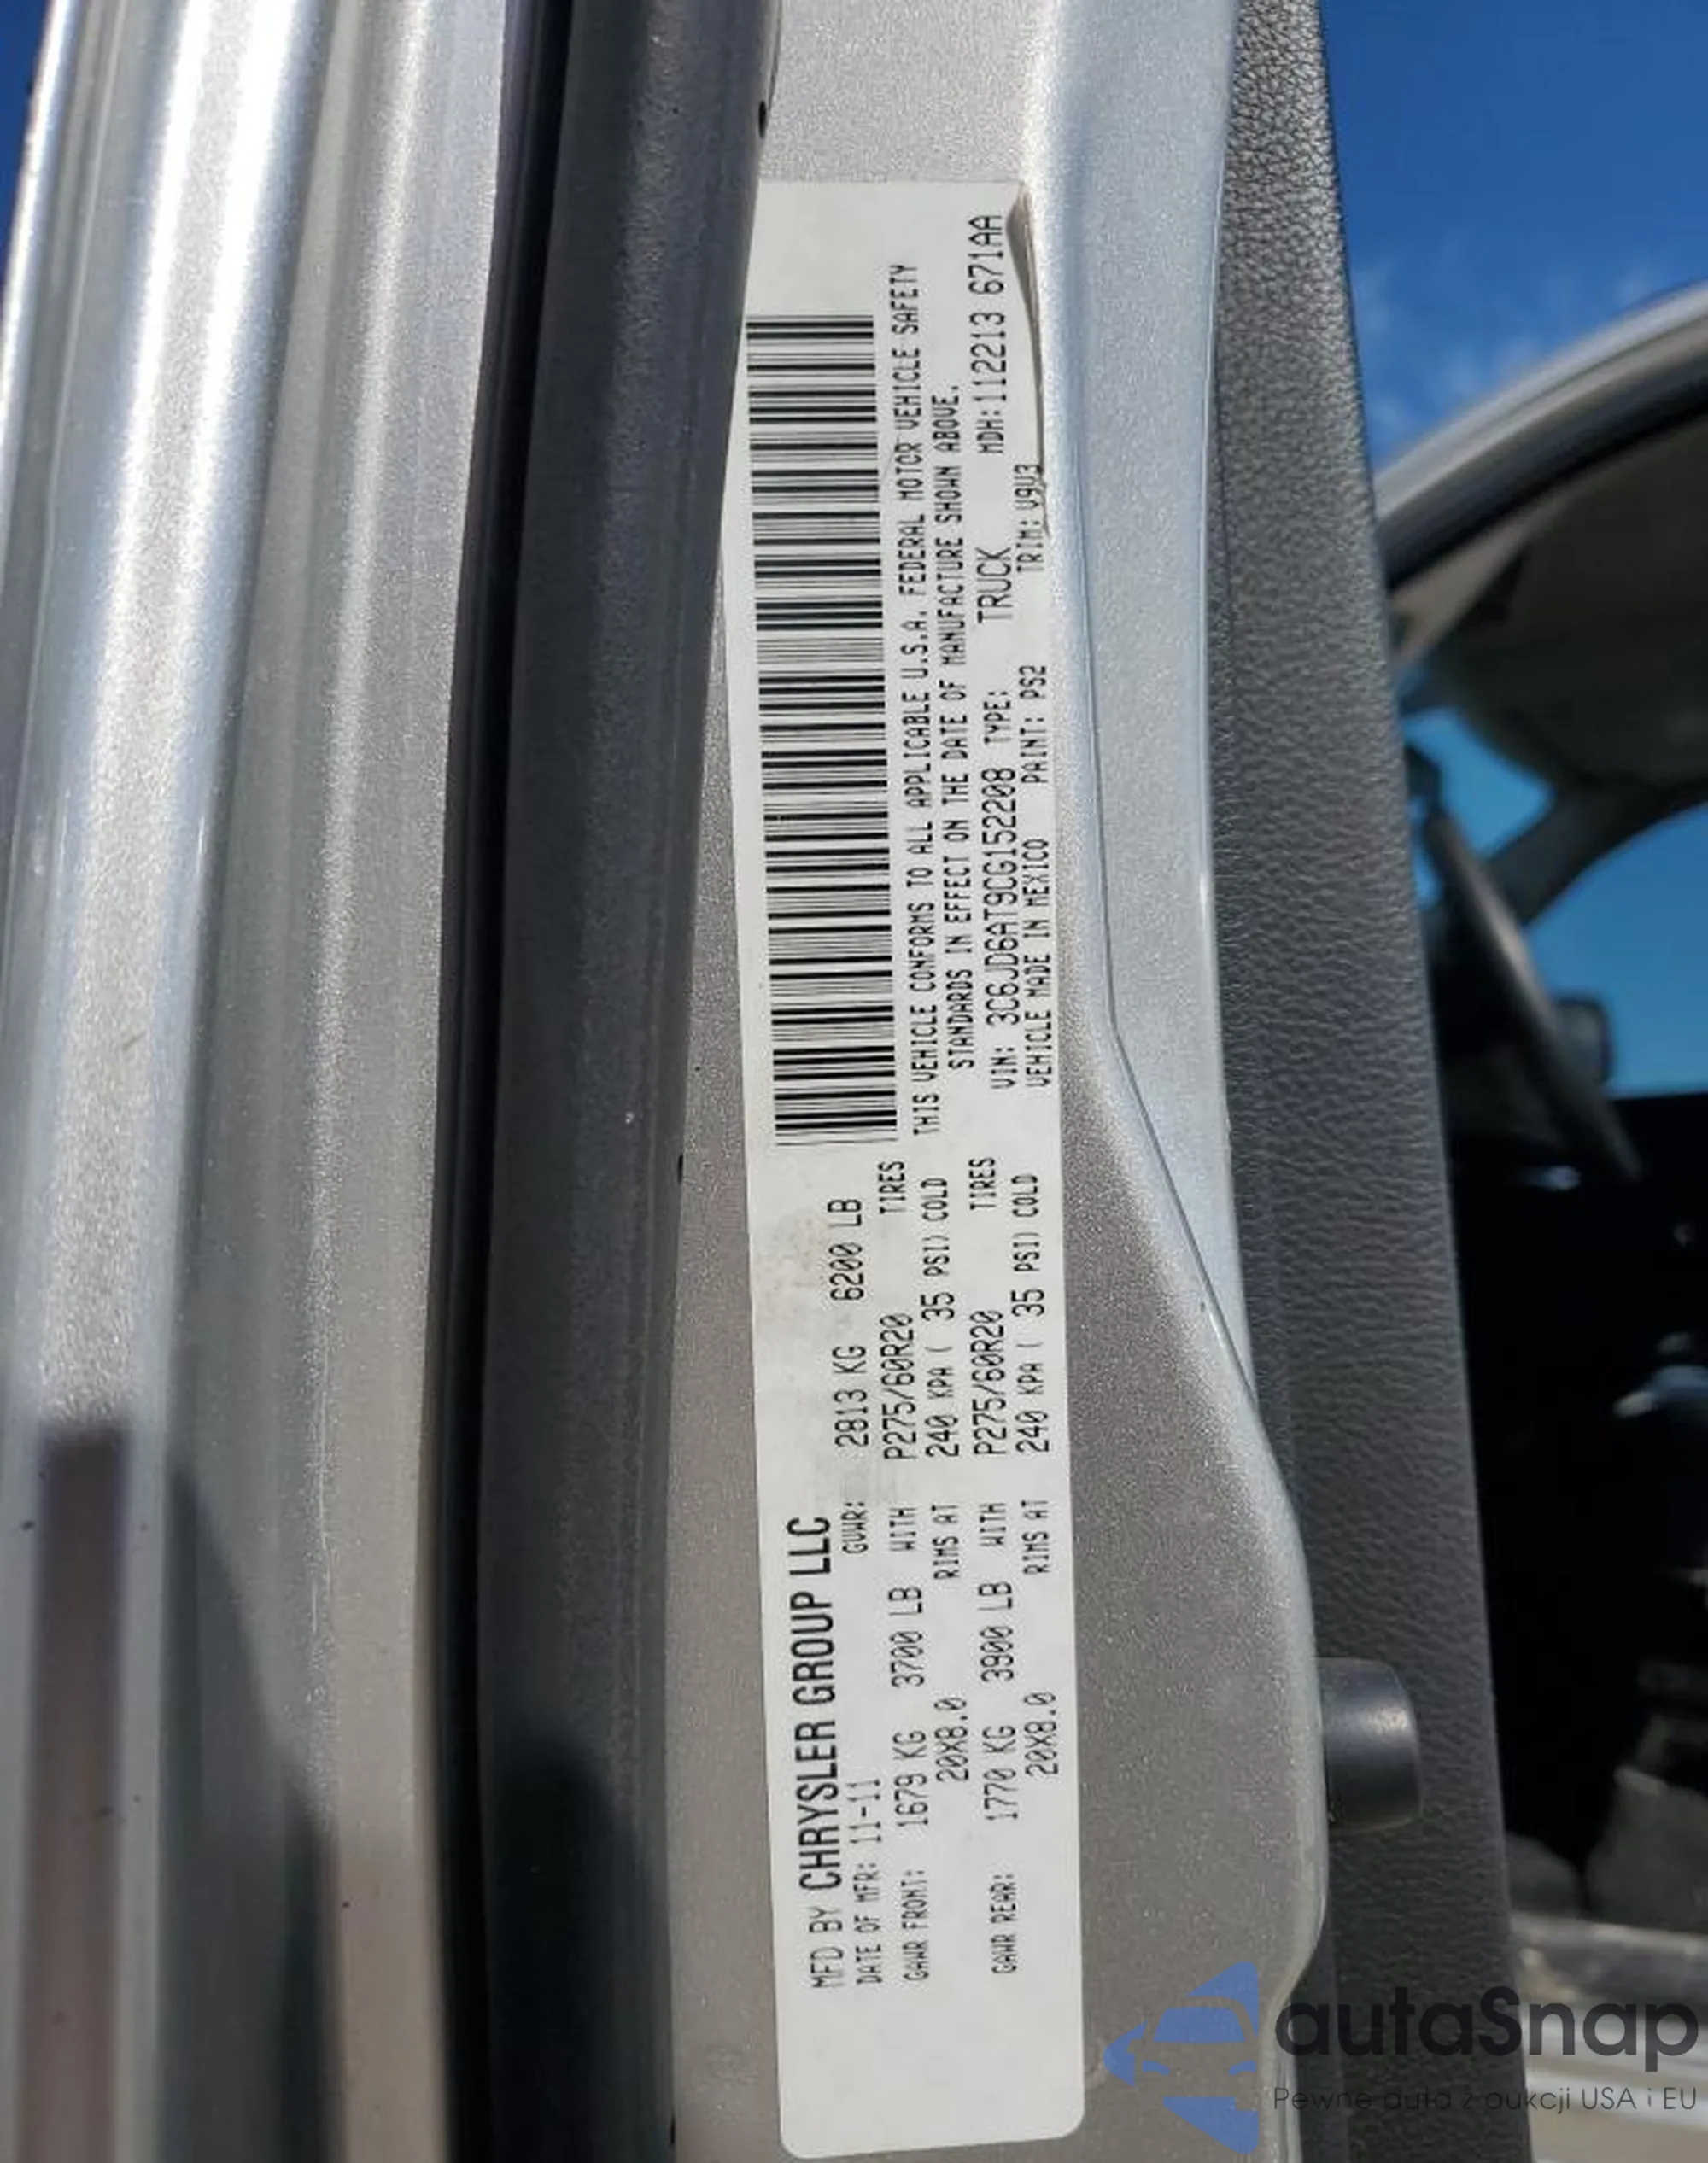 MFD BY CHRYSLER GROUP LLC
DATE OF MFR: 11-11 GVWR: 2813 KG 6200 LB
GAWR FRONT: 1679 KG 3700 LB WITH P275/60R20 TIRES
20X8.0 RIMS AT 240 KPA ( 35 PSI) COLD
GAWR REAR: 1770 KG 3900 LB WITH P275/60R20 TIRES
20X8.0 RIMS AT 240 KPA ( 35 PSI) COLD
THIS VEHICLE CONFORMS TO ALL APPLICABLE U.S.A. FEDERAL MOTOR VEHICLE SAFETY
STANDARDS IN EFFECT ON THE DATE OF MANUFACTURE SHOWN ABOVE.
VIN: 3C6JD6AT9CG152208 TYPE: TRUCK MDH:112213 671AA
VEHICLE MADE IN MEXICO PAINT: PS2 TRIM: V9V3
autaSnap
Pewne auta z aukcji USA i EU